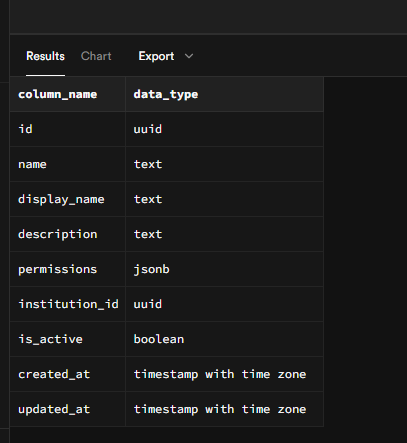 Results Chart Export
column_name data_type
id uuid
name text
display_name text
description text
permissions jsonb
institution_id uuid
is_active boolean
created_at timestamp with time zone
updated_at timestamp with time zone